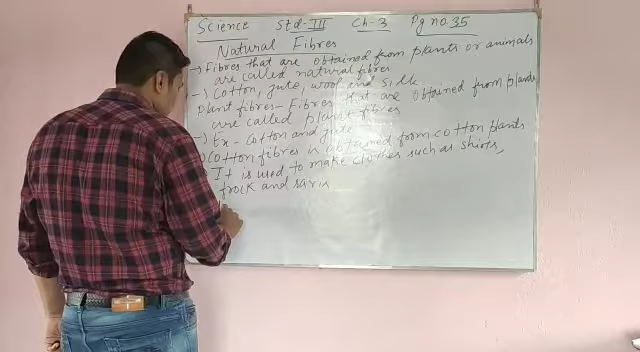 Science Std-III Ch-3 Pg no.35
Natural Fibres
→ Fibres that are obtained from plants or animals
are called natural fibres
→ Cotton, jute, wool and silk
Plant fibres - Fibres that are obtained from plants
are called plant fibres
→ Ex - Cotton and jute
Cotton fibres is obtained from cotton plants
It is used to make clothes such as shirts,
frock and saris